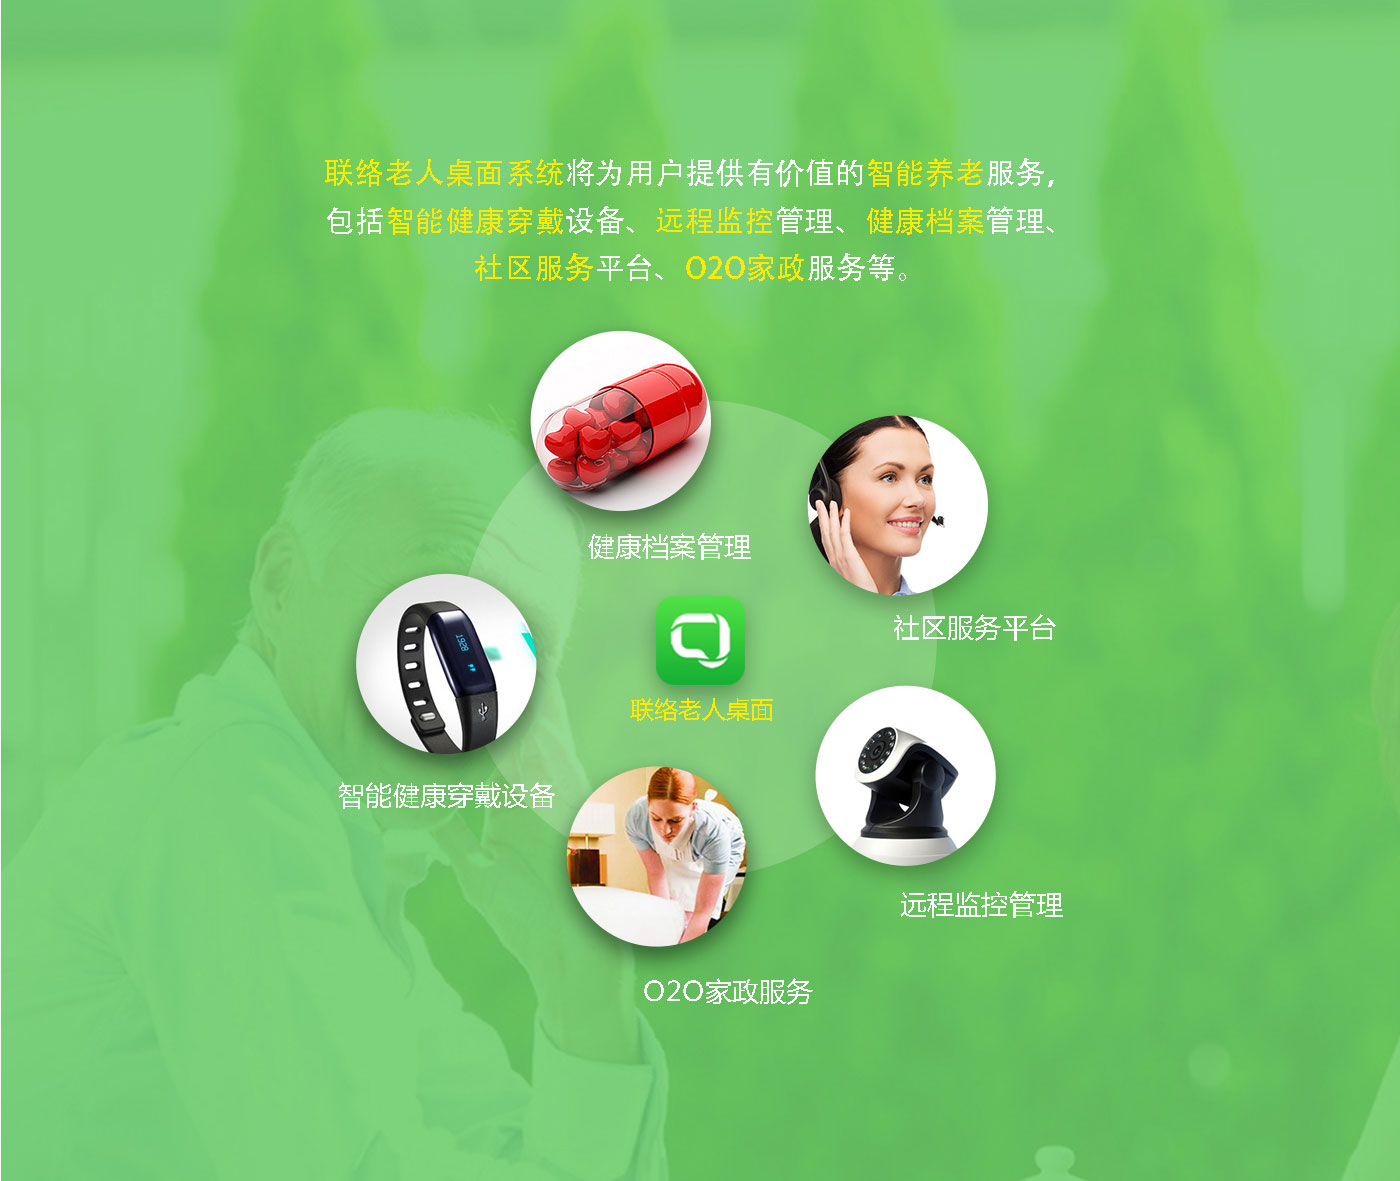 联络老人桌面系统将为用户提供有价值的智能养老服务,
包括智能健康穿戴设备、远程监控管理、健康档案管理、
社区服务平台、O2O家政服务等。
健康档案管理
社区服务平台
联络老人桌面
智能健康穿戴设备
远程监控管理
O2O家政服务